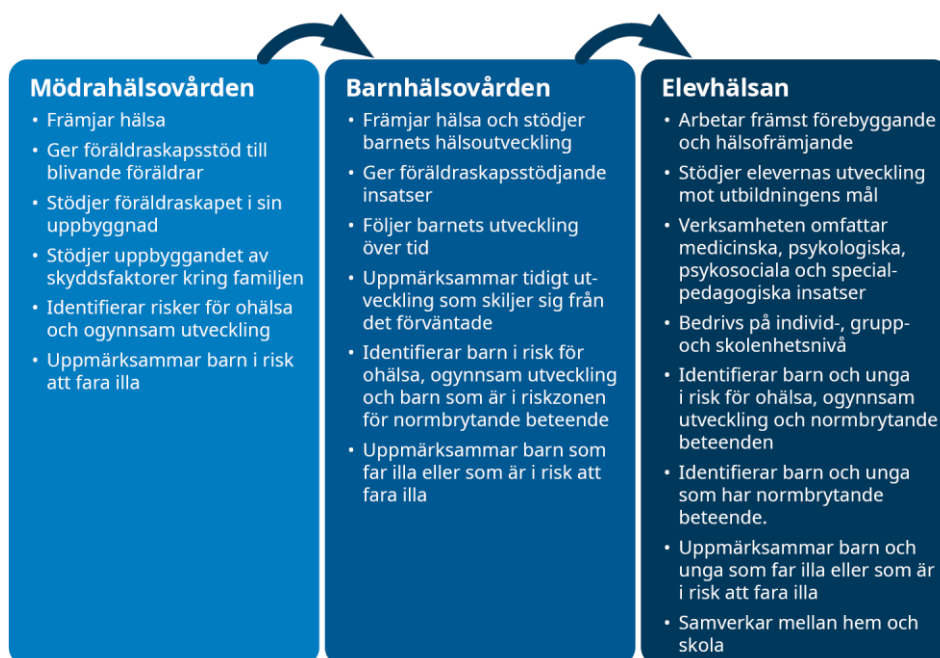 Mödrahälsovården
• Främjar hälsa
• Ger föräldraskapsstöd till
blivande föräldrar
• Stödjer föräldraskapet i sin
uppbyggnad
• Stödjer uppbyggandet av
skyddsfaktorer kring familjen
• Identifierar risker för ohälsa
och ogynnsam utveckling
• Uppmärksammar barn i risk
att fara illa
Barnhälsovården
• Främjar hälsa och stödjer
barnets hälsoutveckling
• Ger föräldraskapsstödjande
insatser
• Följer barnets utveckling
över tid
• Uppmärksammar tidigt ut-
veckling som skiljer sig från
det förväntade
• Identifierar barn i risk för
ohälsa, ogynnsam utveckling
och barn som är i riskzonen
för normbrytande beteende
• Uppmärksammar barn som
far illa eller som är i risk att
fara illa
Elevhälsan
• Arbetar främst förebyggande
och hälsofrämjande
• Stödjer elevernas utveckling
mot utbildningens mål
• Verksamheten omfattar
medicinska, psykologiska,
psykosociala och special-
pedagogiska insatser
• Bedrivs på individ-, grupp-
och skolenhetsnivå
• Identifierar barn och unga
i risk för ohälsa, ogynnsam
utveckling och normbrytande
beteenden
• Identifierar barn och unga
som har normbrytande
beteende.
• Uppmärksammar barn och
unga som far illa eller som är
i risk att fara illa
• Samverkar mellan hem och
skola